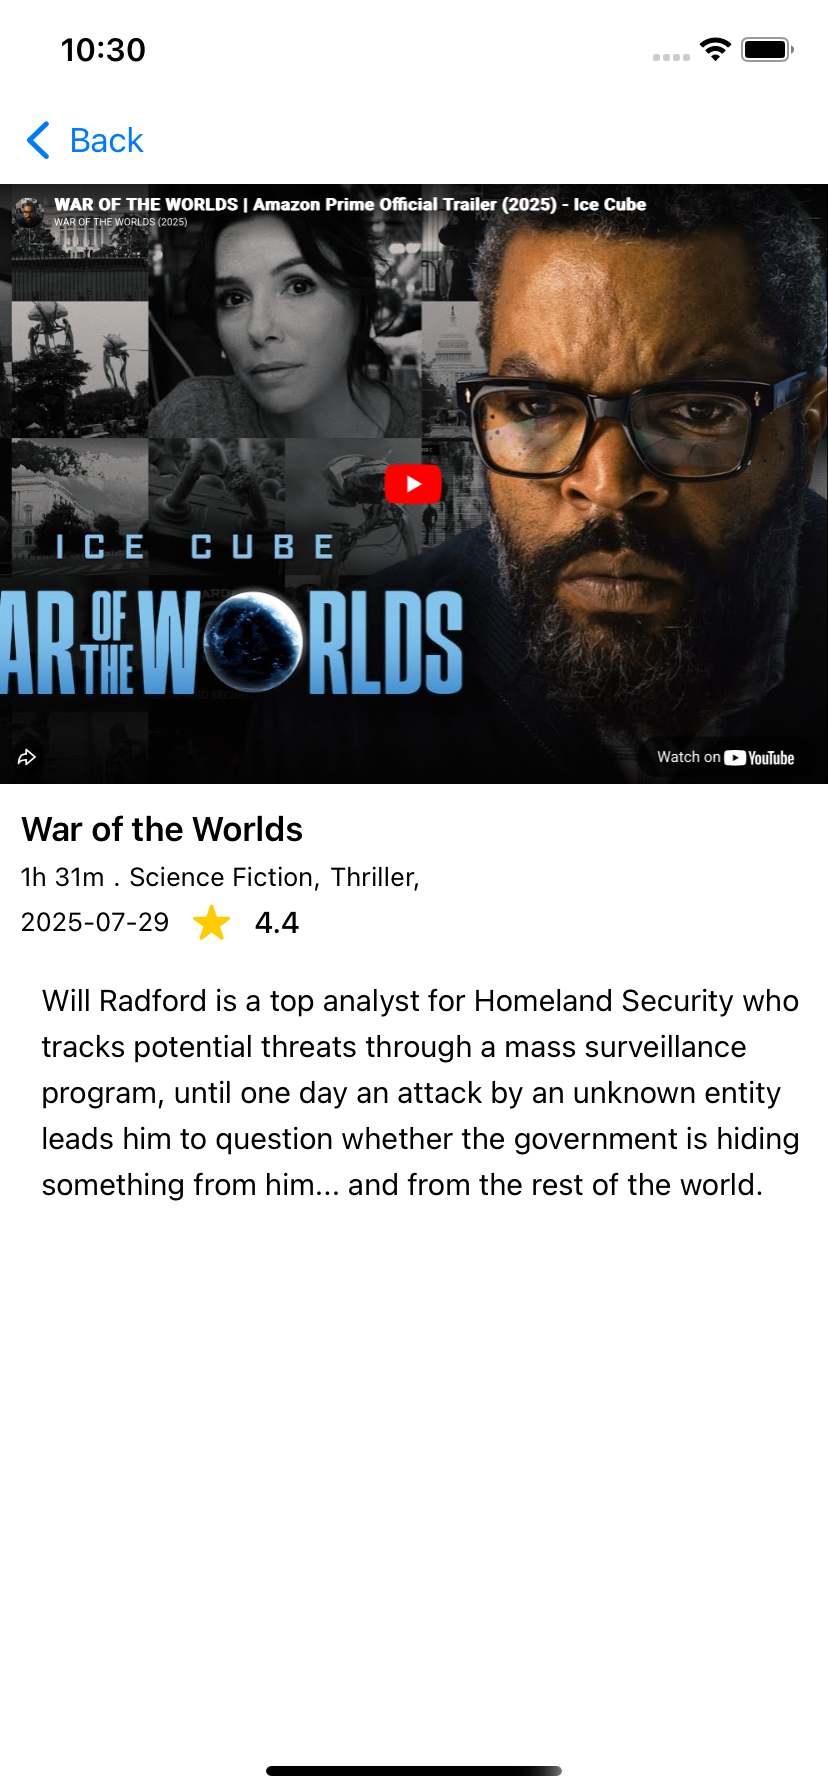 10:30
Back
WAR OF THE WORLDS | Amazon Prime Official Trailer (2025) - Ice Cube
WAR OF THE WORLDS (2025)
ICE CUBE
AR OF THE WORLDS
Watch on YouTube
War of the Worlds
1h 31m . Science Fiction, Thriller,
2025-07-29 4.4
Will Radford is a top analyst for Homeland Security who
tracks potential threats through a mass surveillance
program, until one day an attack by an unknown entity
leads him to question whether the government is hiding
something from him... and from the rest of the world.